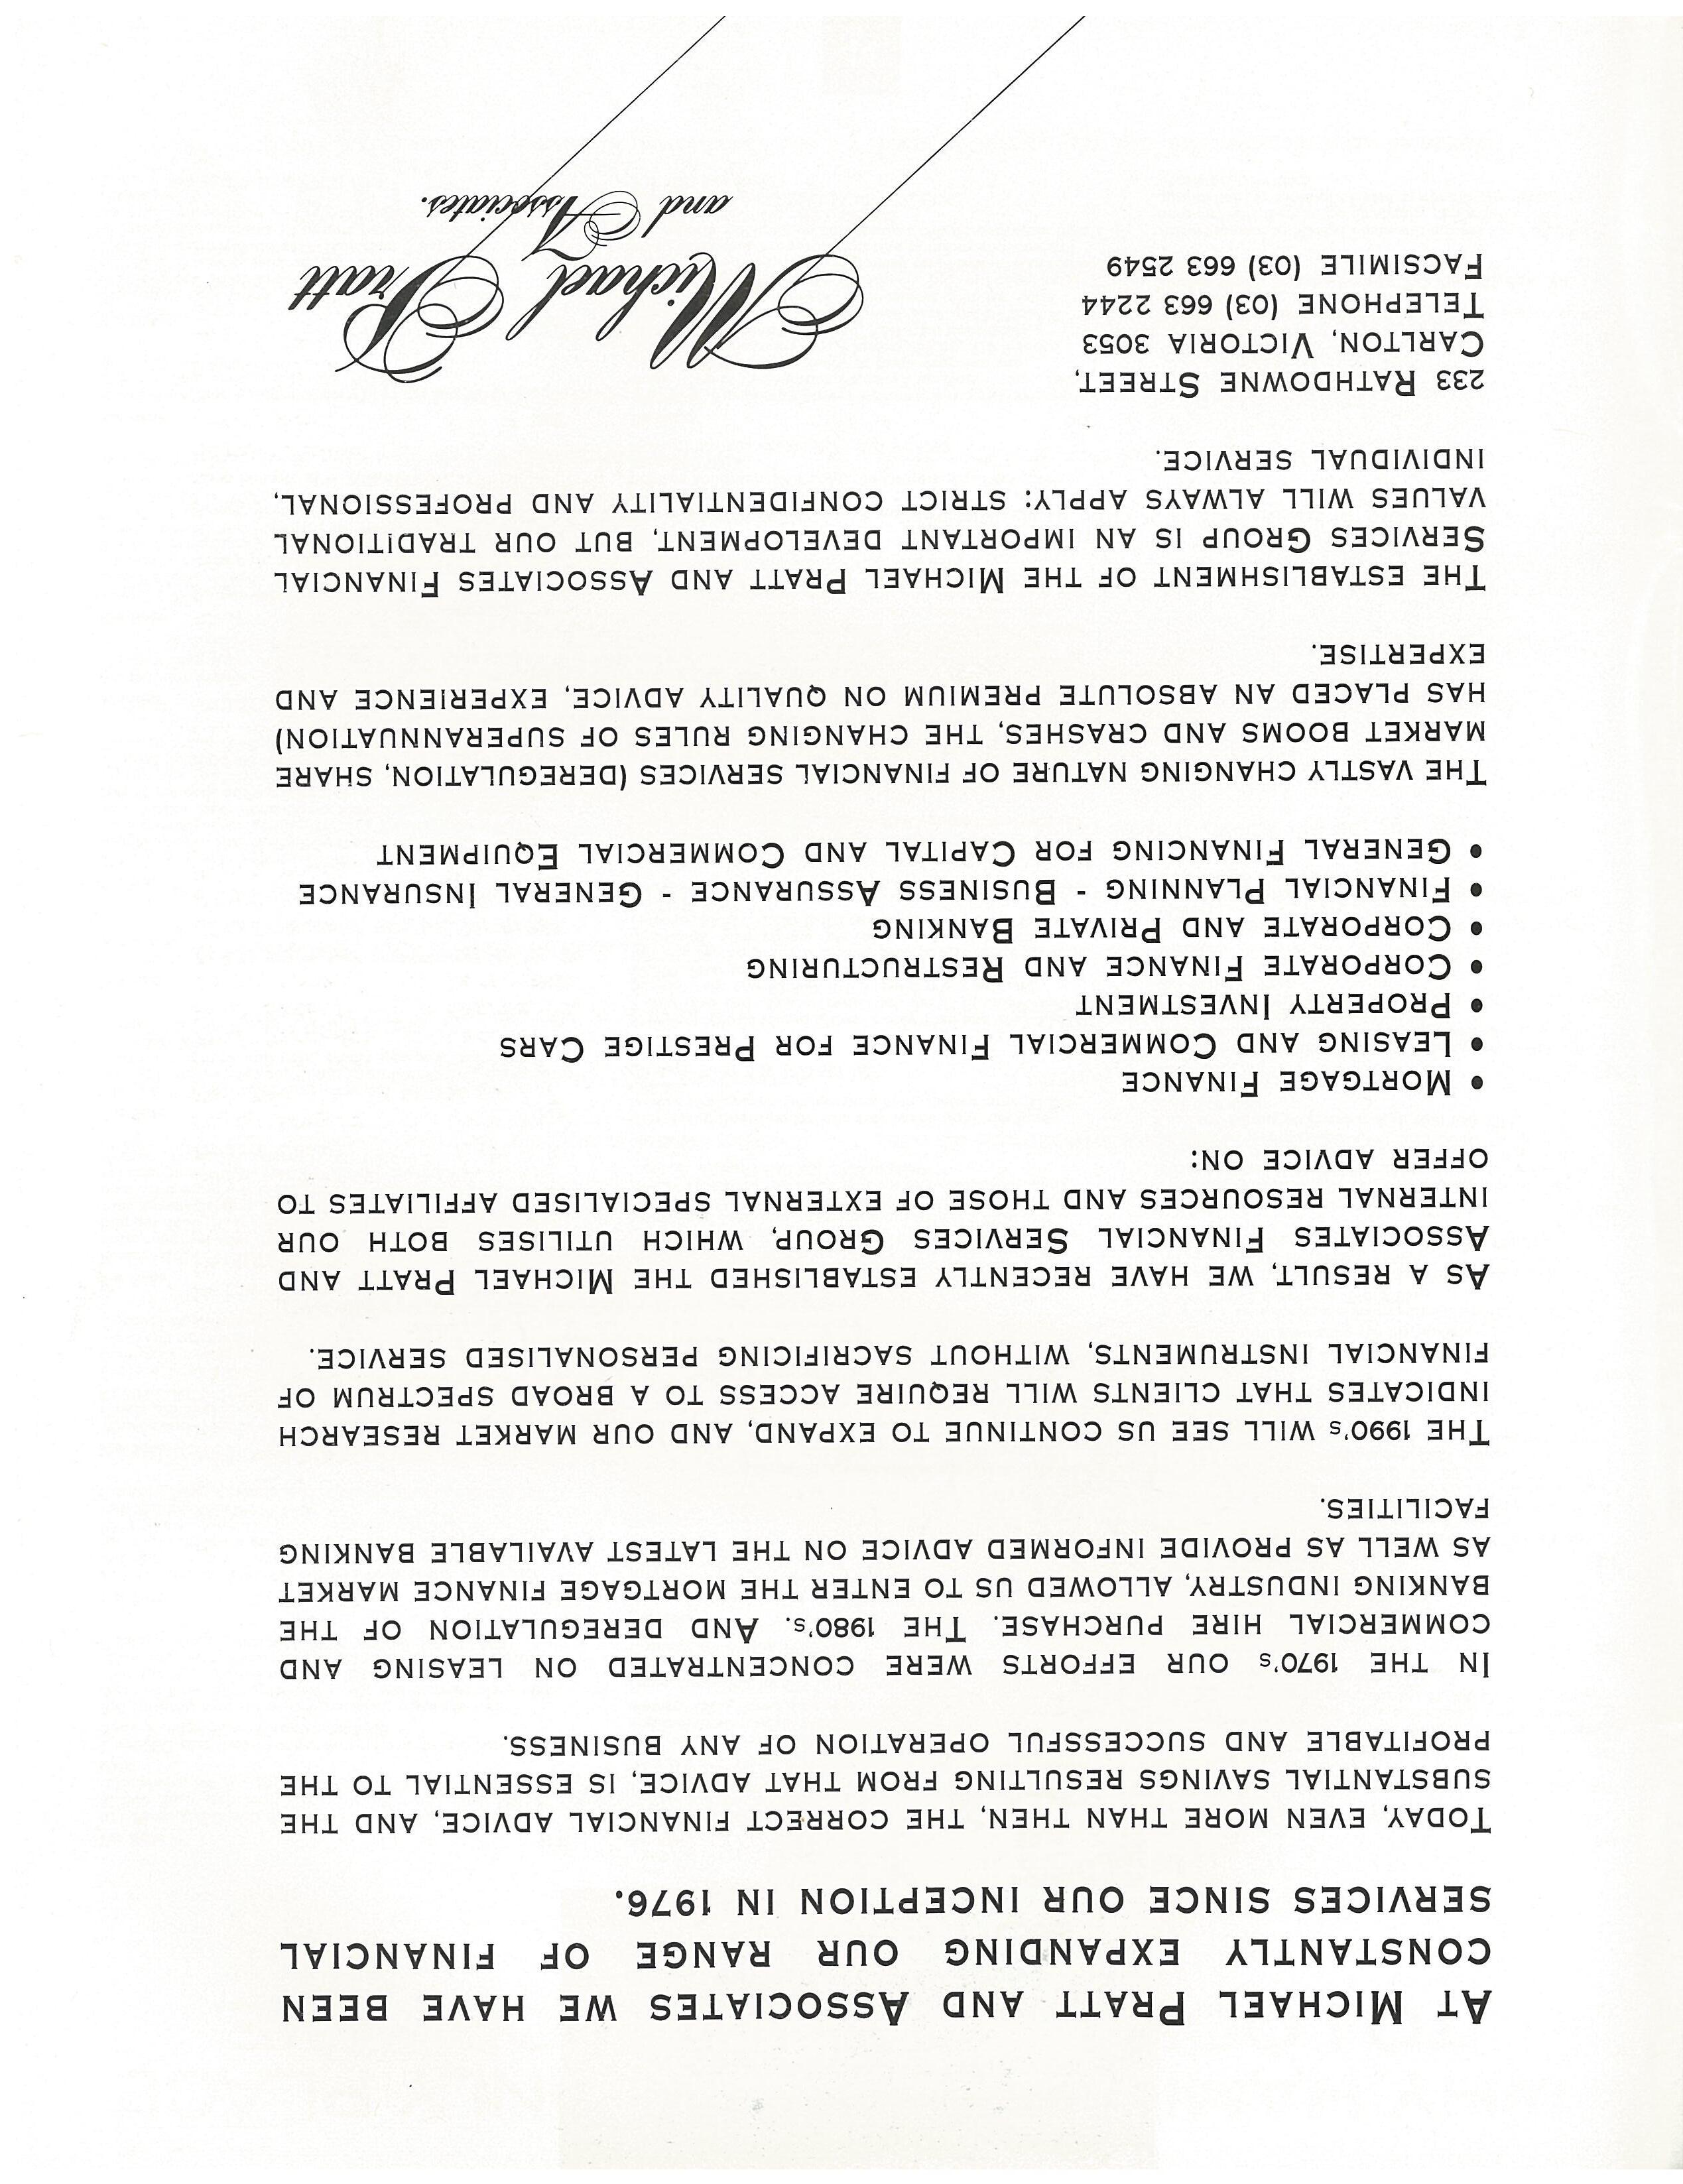 At Michael Pratt and Associates we have been
constantly expanding our range of financial
services since our inception in 1976.
Today, even more than then, the correct financial advice, and the
substantial savings resulting from that advice, is essential to the
profitable and successful operation of any business.
In the 1970's our efforts were concentrated on leasing and
commercial hire purchase. The 1980's. And deregulation of the
banking industry, allowed us to enter the mortgage finance market
as well as provide informed advice on the latest available banking
facilities.
The 1990's will see us continue to expand, and our market research
indicates that clients will require access to a broad spectrum of
financial instruments, without sacrificing personalised service.
As a result, we have recently established the Michael Pratt and
Associates Financial Services Group, which utilises both our
internal resources and those of external specialised affiliates to
offer advice on:
• Mortgage Finance
• Leasing and Commercial Finance for Prestige Cars
• Property Investment
• Corporate Finance and Restructuring
• Corporate and Private Banking
• Financial Planning - Business Assurance - General Insurance
• General Financing for Capital and Commercial Equipment
The vastly changing nature of financial services (deregulation, share
market booms and crashes, the changing rules of superannuation)
has placed an absolute premium on quality advice, experience and
expertise.
The establishment of the Michael Pratt and Associates Financial
Services Group is an important development, but our traditional
values will always apply: strict confidentiality and professional,
individual service.
233 Rathdowne Street,
Carlton, Victoria 3053
Telephone (03) 663 2244
Facsimile (03) 663 2549
Michael Pratt
and Associates.